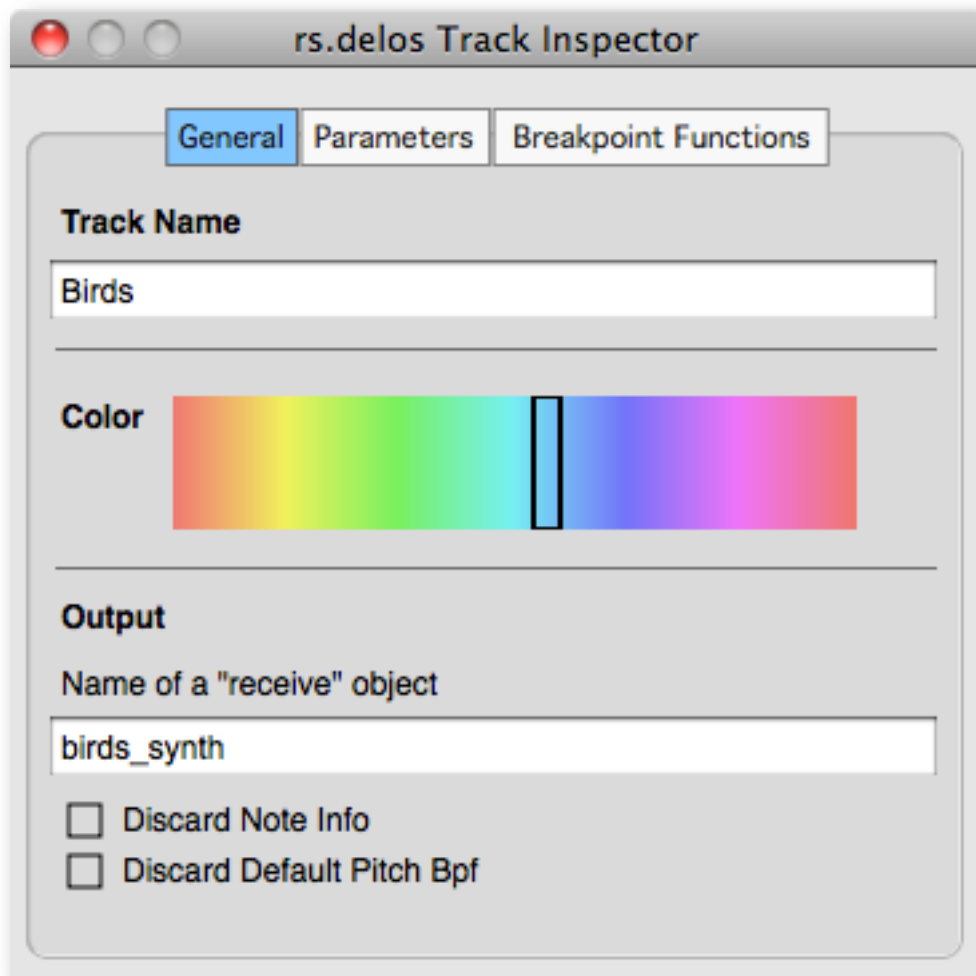 rs.delos Track Inspector
General Parameters Breakpoint Functions
Track Name
Birds
Color
Output
Name of a "receive" object
birds_synth
Discard Note Info
Discard Default Pitch Bpf